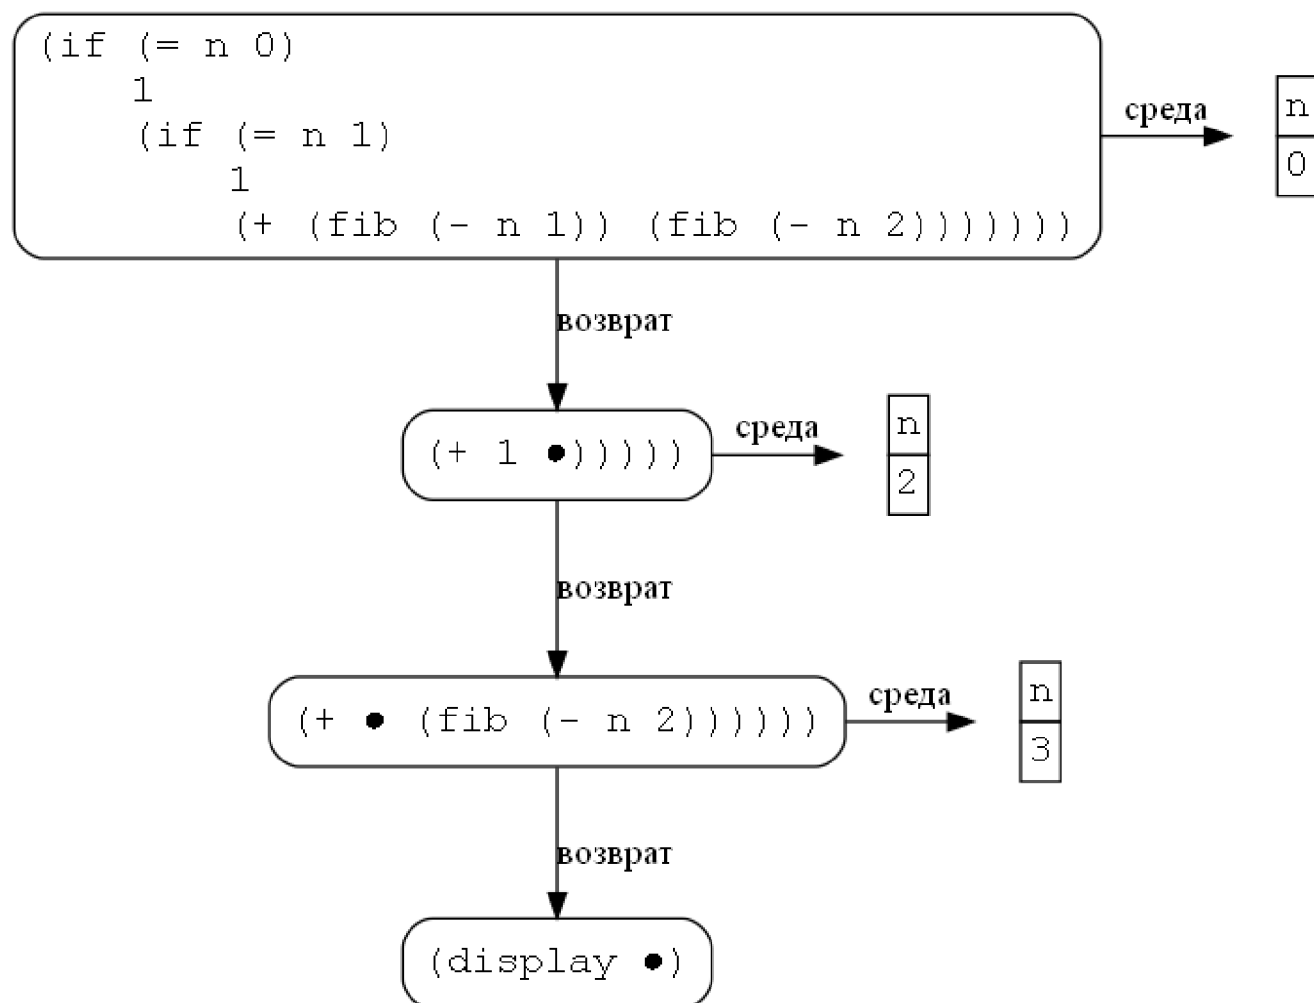 (if (= n 0)
1
(if (= n 1)
1
(+ (fib (- n 1)) (fib (- n 2)))))))
среда
n
0
возврат
(+ 1 ●)))))
среда
n
2
возврат
(+ ● (fib (- n 2))))))
среда
n
3
возврат
(display ●)